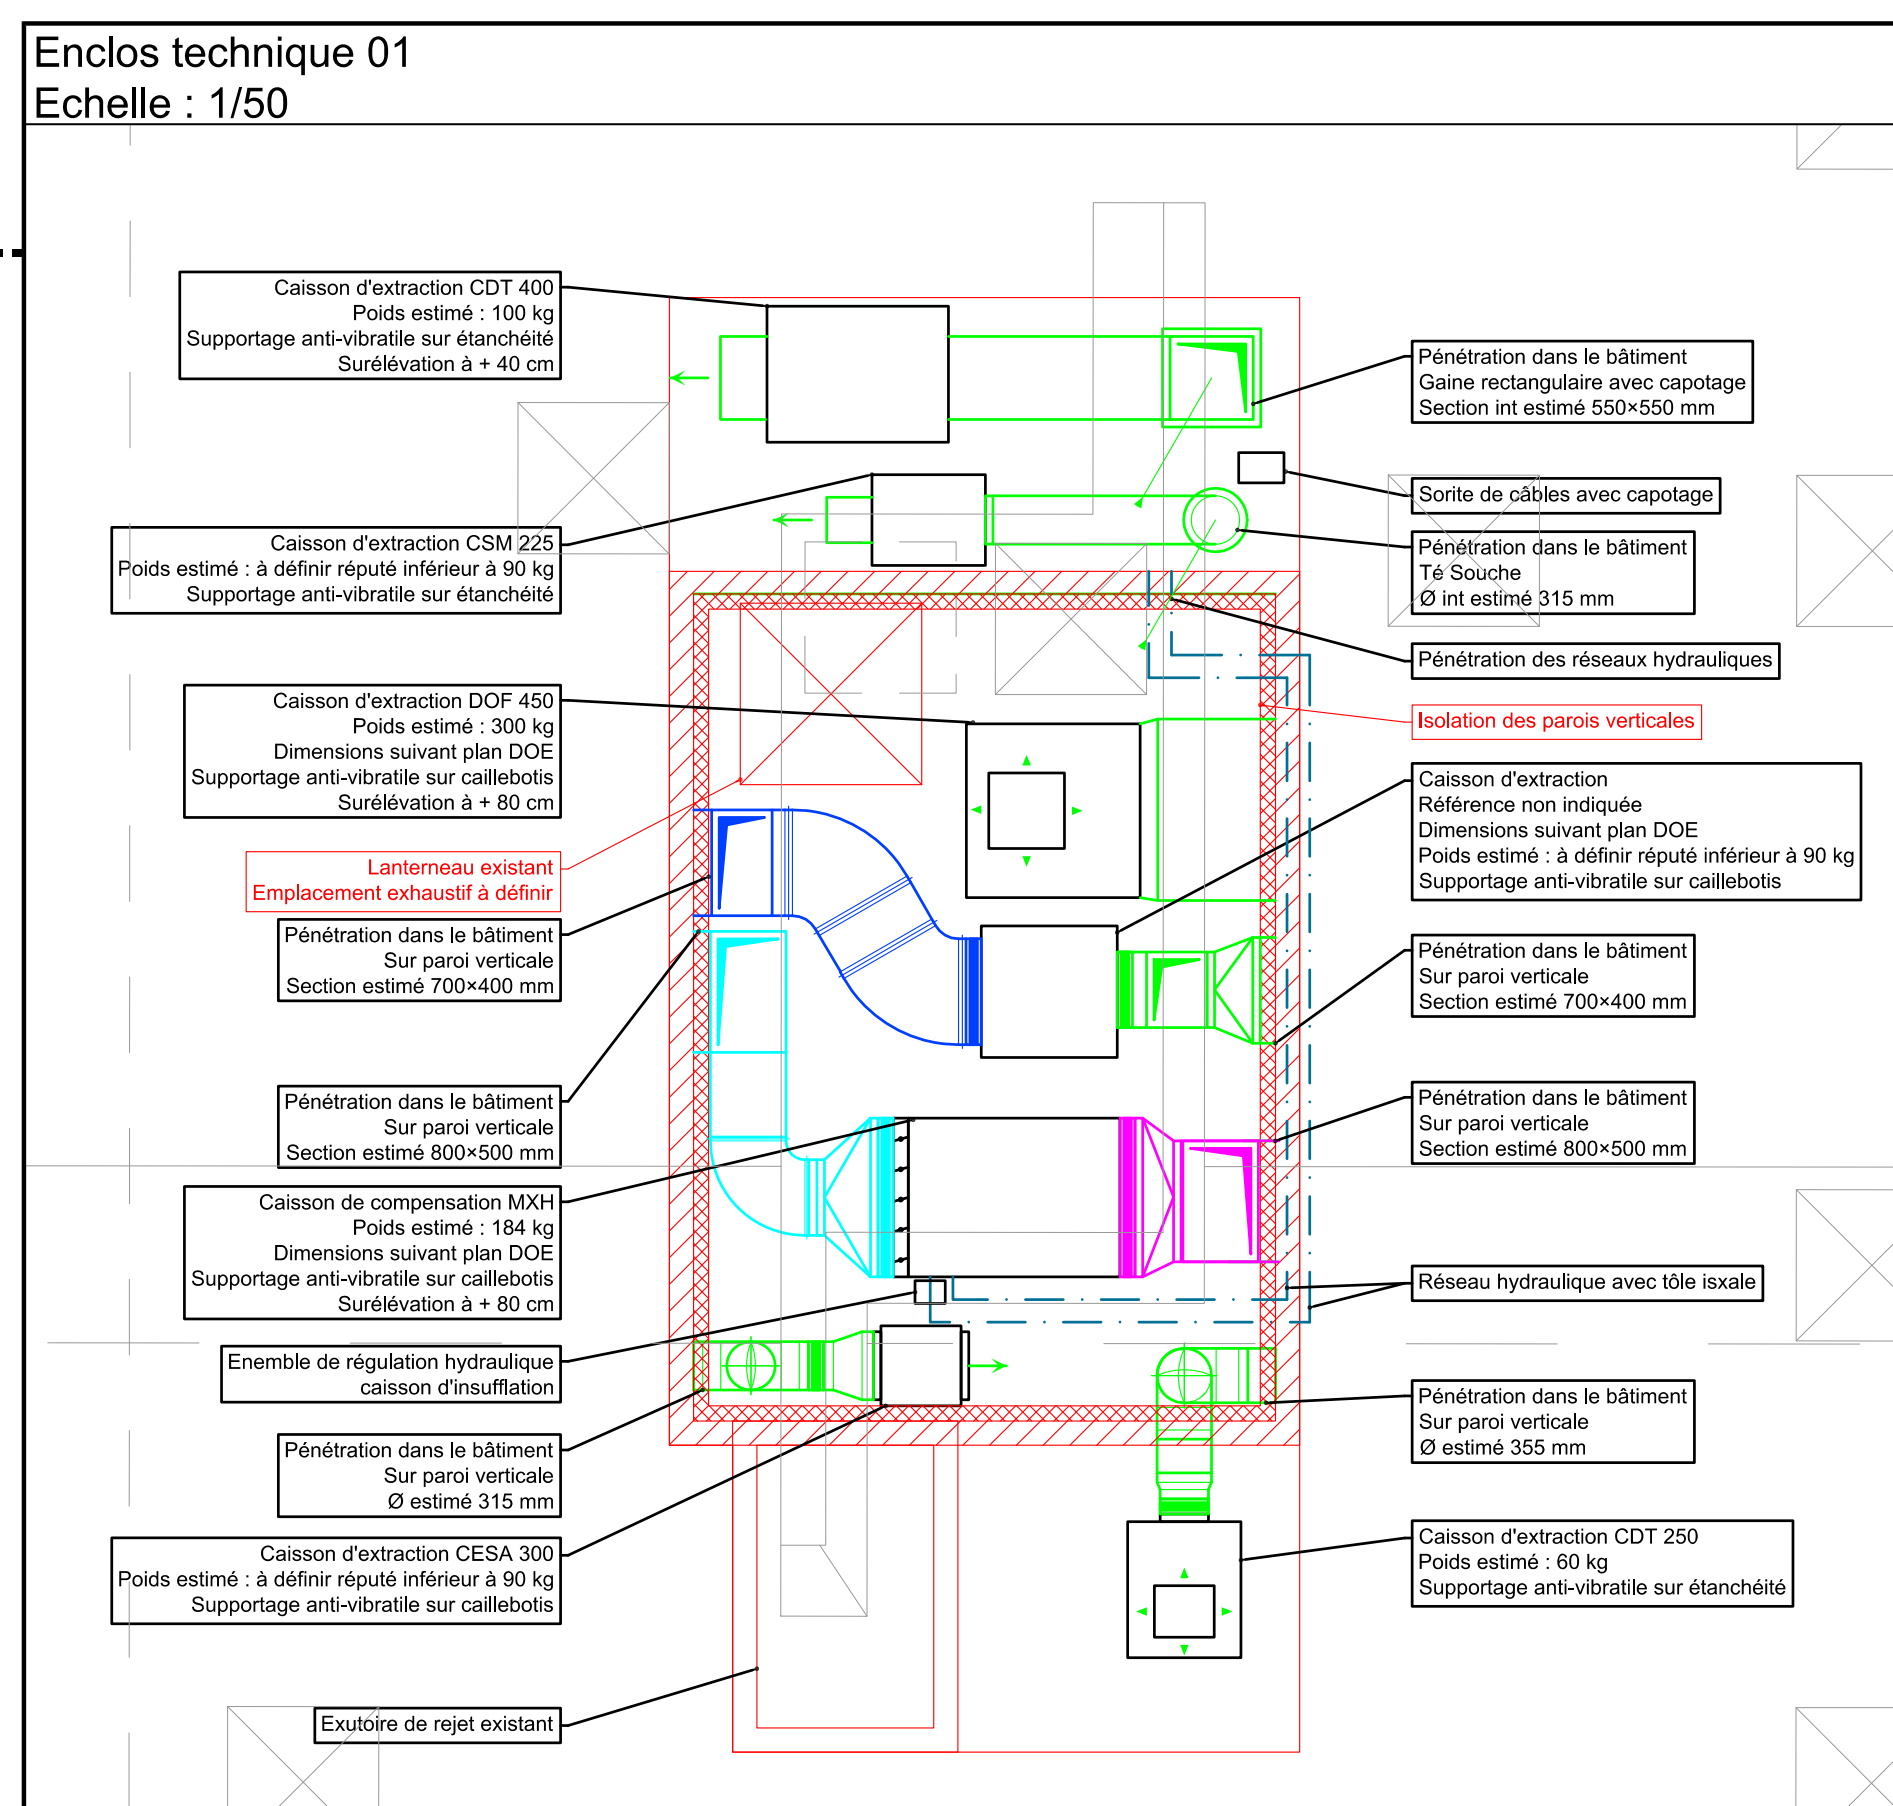 Enclos technique 01
Echelle : 1/50
Caisson d'extraction CDT 400
Poids estimé : 100 kg
Supportage anti-vibratile sur étanchéité
Surélévation à + 40 cm
Caisson d'extraction CSM 225
Poids estimé : à définir réputé inférieur à 90 kg
Supportage anti-vibratile sur étanchéité
Caisson d'extraction DOF 450
Poids estimé : 300 kg
Dimensions suivant plan DOE
Supportage anti-vibratile sur caillebotis
Surélévation à + 80 cm
Lanterneau existant
Emplacement exhaustif à définir
Pénétration dans le bâtiment
Sur paroi verticale
Section estimé 700×400 mm
Pénétration dans le bâtiment
Sur paroi verticale
Section estimé 800×500 mm
Caisson de compensation MXH
Poids estimé : 184 kg
Dimensions suivant plan DOE
Supportage anti-vibratile sur caillebotis
Surélévation à + 80 cm
Enemble de régulation hydraulique
caisson d'insufflation
Pénétration dans le bâtiment
Sur paroi verticale
Ø estimé 315 mm
Caisson d'extraction CESA 300
Poids estimé : à définir réputé inférieur à 90 kg
Supportage anti-vibratile sur caillebotis
Exutoire de rejet existant
Pénétration dans le bâtiment
Gaine rectangulaire avec capotage
Section int estimé 550×550 mm
Sorite de câbles avec capotage
Pénétration dans le bâtiment
Té Souche
Ø int estimé 315 mm
Pénétration des réseaux hydrauliques
Isolation des parois verticales
Caisson d'extraction
Référence non indiquée
Dimensions suivant plan DOE
Poids estimé : à définir réputé inférieur à 90 kg
Supportage anti-vibratile sur caillebotis
Pénétration dans le bâtiment
Sur paroi verticale
Section estimé 700×400 mm
Pénétration dans le bâtiment
Sur paroi verticale
Section estimé 800×500 mm
Réseau hydraulique avec tôle isxale
Pénétration dans le bâtiment
Sur paroi verticale
Ø estimé 355 mm
Caisson d'extraction CDT 250
Poids estimé : 60 kg
Supportage anti-vibratile sur étanchéité